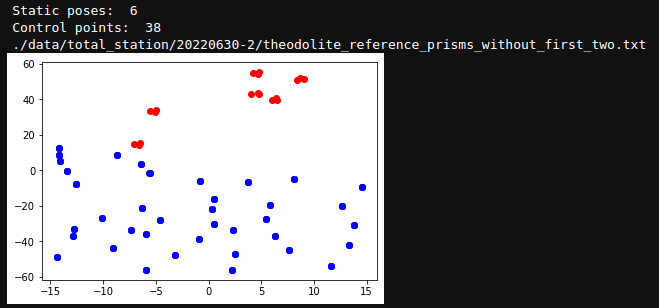 Static poses:  6
Control points:  38
./data/total_station/20220630-2/theodolite_reference_prisms_without_first_two.txt
60
40
20
0
−20
−40
−60
−15 −10 −5 0 5 10 15